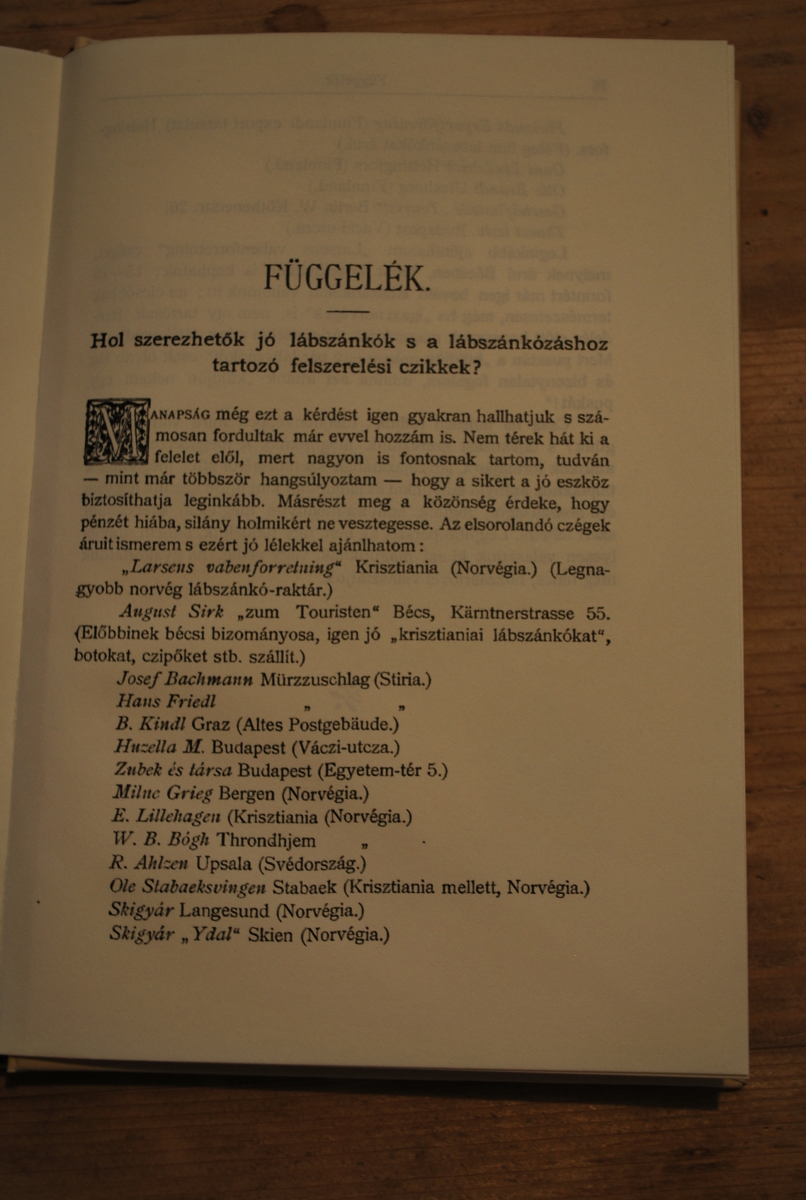 FÜGGELÉK.
Hol szerezhetők jó lábszánkók s a lábszánkózáshoz
tartozó felszerelési czikkek?
MANAPSÁG még ezt a kérdést igen gyakran hallhatjuk s szá-
mosan fordultak már evvel hozzám is. Nem térek hát ki a
felelet elől, mert nagyon is fontosnak tartom, tudván
— mint már többször hangsúlyoztam — hogy a sikert a jó eszköz
biztosíthatja leginkább. Másrészt meg a közönség érdeke, hogy
pénzét hiába, silány holmikért ne vesztegesse. Az elsorolandó czégek
áruit ismerem s ezért jó lélekkel ajánlhatom :
„Larsens vabenforretning“ Krisztiania (Norvégia.) (Legna-
gyobb norvég lábszánkó-raktár.)
August Sirk „zum Touristen“ Bécs, Kärntnerstrasse 55.
(Előbbinek bécsi bizományosa, igen jó „krisztianiai lábszánkókat“,
botokat, czipőket stb. szállít.)
Josef Bachmann Mürzzuschlag (Stiria.)
Hans Friedl „ „
B. Kindl Graz (Altes Postgebäude.)
Huzella M. Budapest (Váczi-utcza.)
Zubek és társa Budapest (Egyetem-tér 5.)
Milnc Grieg Bergen (Norvégia.)
E. Lillehagen (Krisztiania (Norvégia.)
W. B. Bógh Throndhjem „
R. Ahlzen Upsala (Svédország.)
Ole Stabaeksvingen Stabaek (Krisztiania mellett, Norvégia.)
Skigyár Langesund (Norvégia.)
Skigyár „Ydal“ Skien (Norvégia.)